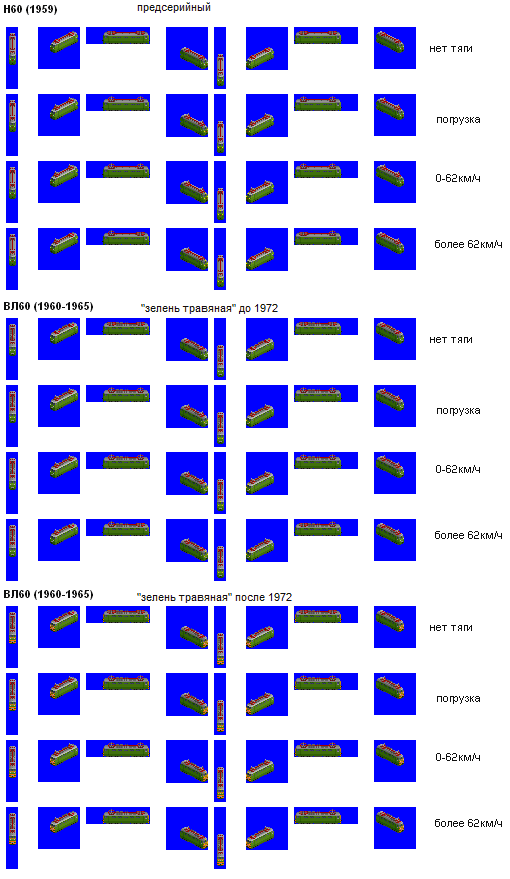 Н60 (1959) предсерийный
нет тяги
погрузка
0-62км/ч
более 62км/ч
ВЛ60 (1960-1965) "зелень травяная" до 1972
нет тяги
погрузка
0-62км/ч
более 62км/ч
ВЛ60 (1960-1965) "зелень травяная" после 1972
нет тяги
погрузка
0-62км/ч
более 62км/ч